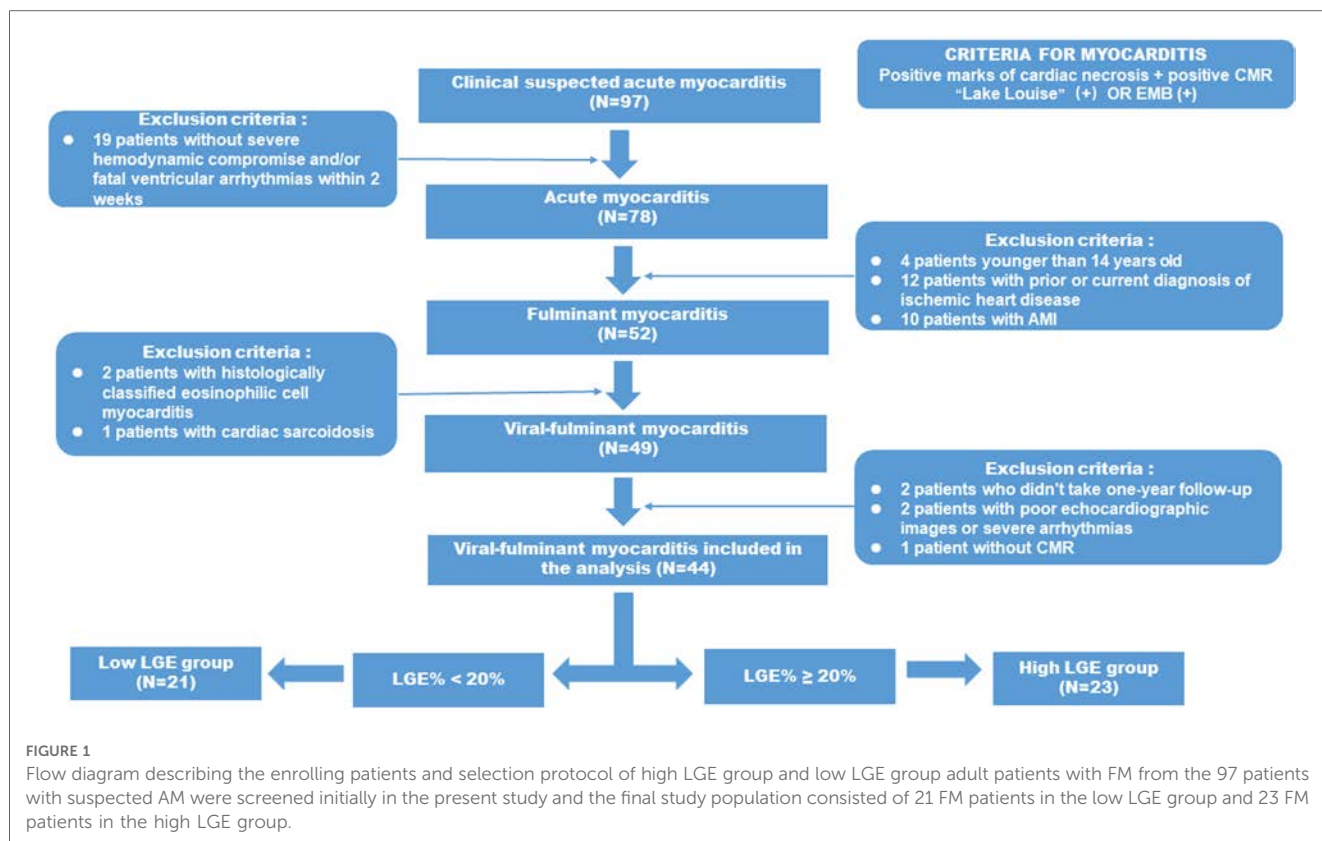 CRITERIA FOR MYOCARDITIS
Positive marks of cardiac necrosis + positive CMR
“Lake Louise” (+) OR EMB (+)
Clinical suspected acute myocarditis
(N=97)
Exclusion criteria :
● 19 patients without severe
hemodynamic compromise and/or
fatal ventricular arrhythmias within 2
weeks
Acute myocarditis
(N=78)
Exclusion criteria :
● 4 patients younger than 14 years old
● 12 patients with prior or current diagnosis of
ischemic heart disease
● 10 patients with AMI
Fulminant myocarditis
(N=52)
Exclusion criteria :
● 2 patients with histologically
classified eosinophilic cell
myocarditis
● 1 patients with cardiac sarcoidosis
Viral-fulminant myocarditis
(N=49)
Exclusion criteria :
● 2 patients who didn't take one-year follow-up
● 2 patients with poor echocardiographic
images or severe arrhythmias
● 1 patient without CMR
Viral-fulminant myocarditis included in
the analysis (N=44)
Low LGE group
(N=21)
LGE% < 20%
LGE% ≥ 20%
High LGE group
(N=23)
FIGURE 1
Flow diagram describing the enrolling patients and selection protocol of high LGE group and low LGE group adult patients with FM from the 97 patients
with suspected AM were screened initially in the present study and the final study population consisted of 21 FM patients in the low LGE group and 23 FM
patients in the high LGE group.